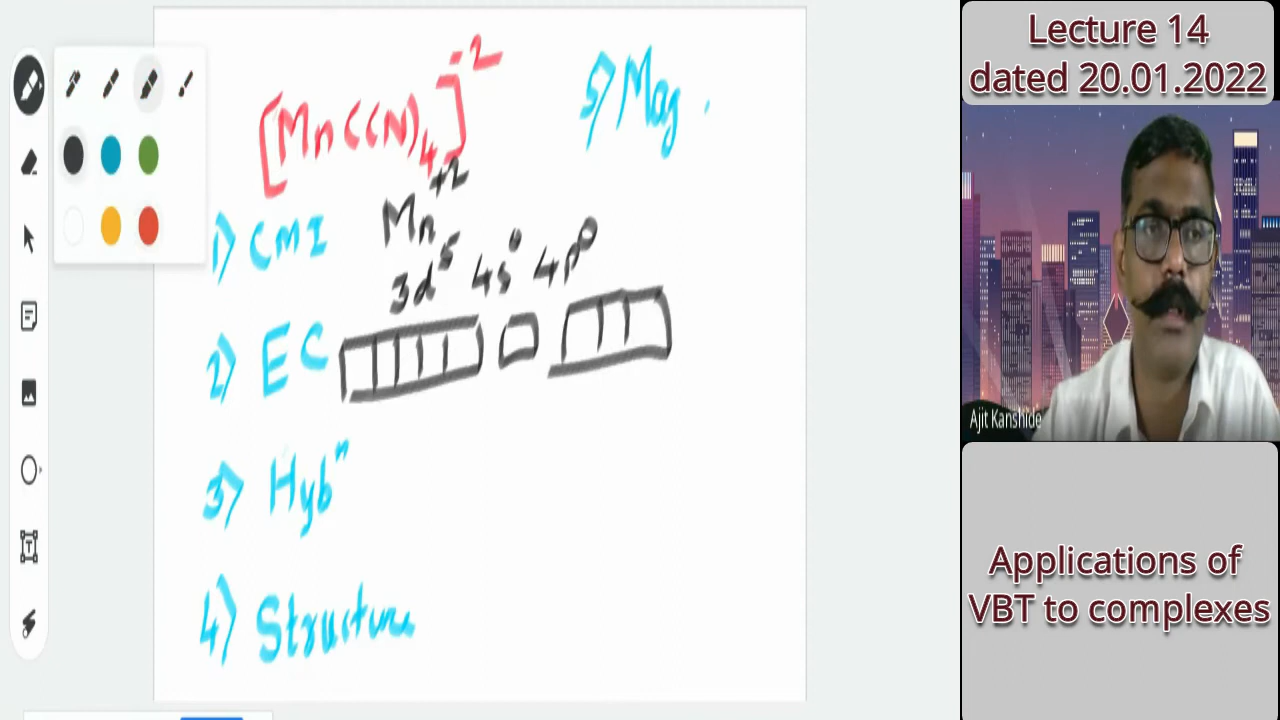 [Mn(CN)4]-2
5) Mag.
1) CMI
Mn+2
3d5 4s0 4p0
2) EC
3) Hybn
4) Structure
Lecture 14
dated 20.01.2022
Ajit Kanshide
Applications of
VBT to complexes